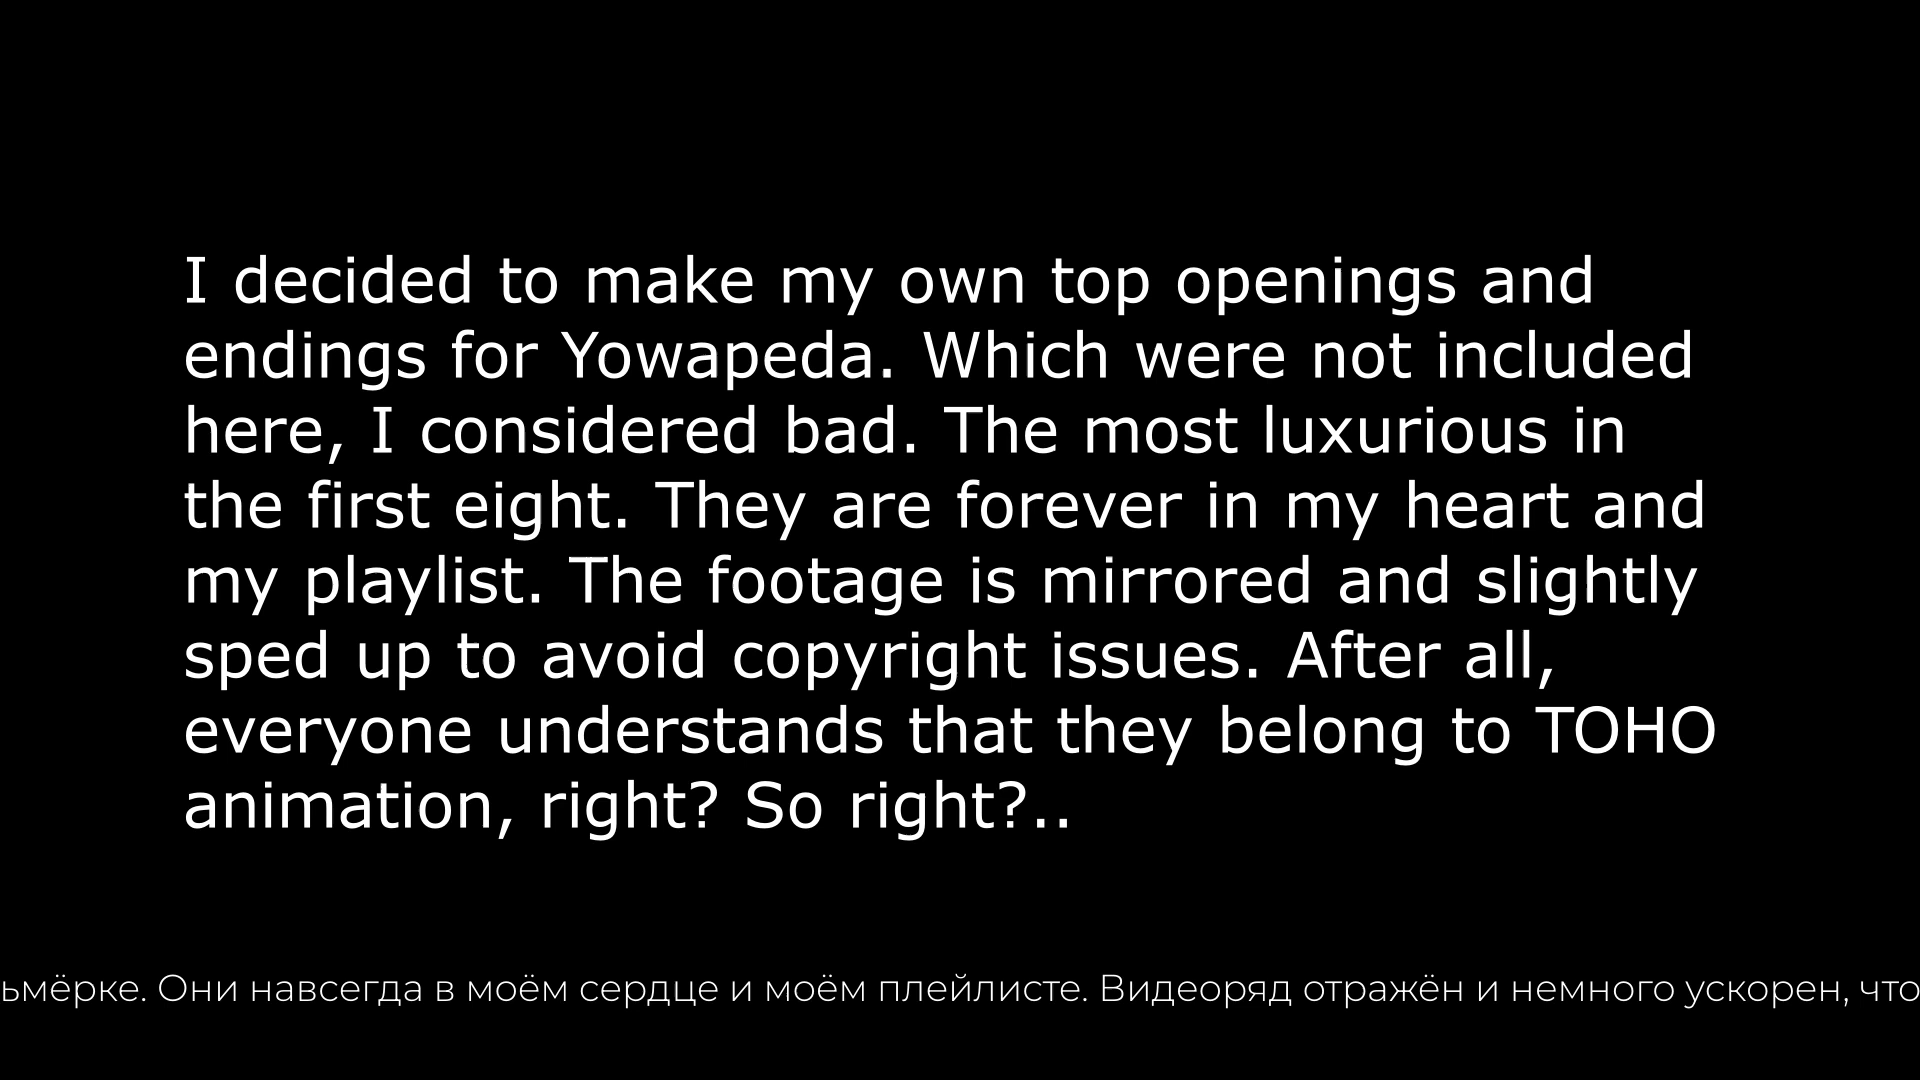 I decided to make my own top openings and
endings for Yowapeda. Which were not included
here, I considered bad. The most luxurious in
the first eight. They are forever in my heart and
my playlist. The footage is mirrored and slightly
sped up to avoid copyright issues. After all,
everyone understands that they belong to TOHO
animation, right? So right?..
ьмёрке. Они навсегда в моём сердце и моём плейлисте. Видеоряд отражён и немного ускорен, что